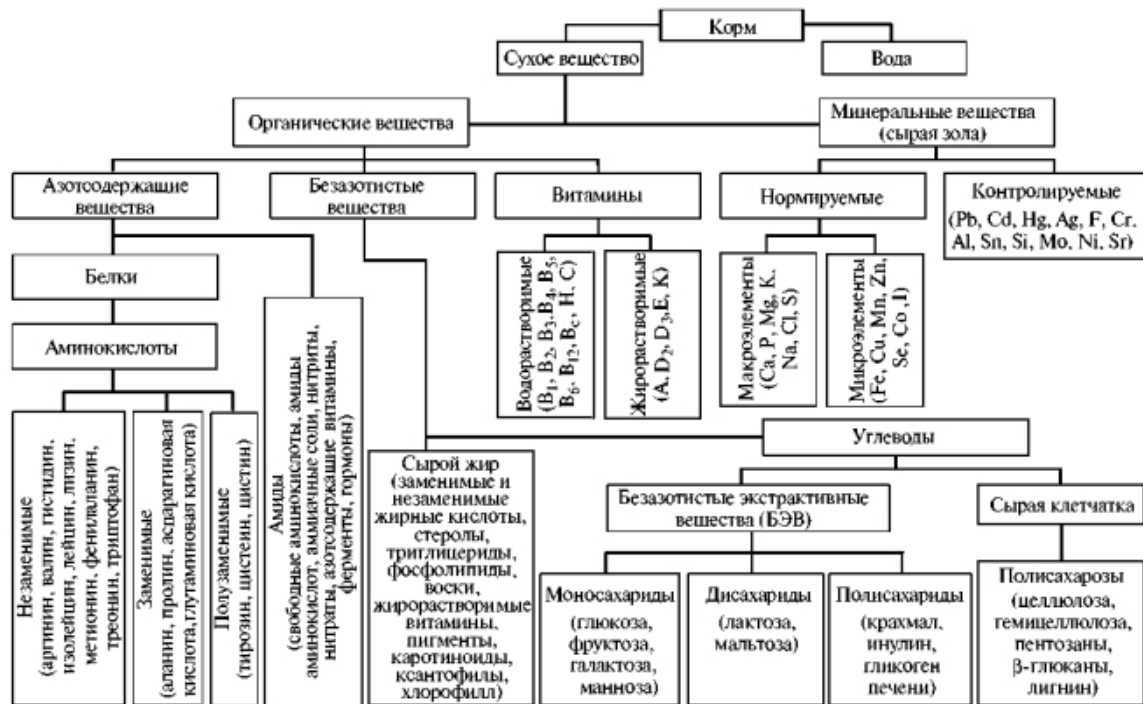 Корм
Сухое вещество
Вода
Органические вещества
Минеральные вещества
(сырая зола)
Азотсодержащие
вещества
Безазотистые
вещества
Витамины
Нормируемые
Контролируемые
(Pb, Cd, Hg, Ag, F, Cr.
Al, Sn, Si, Mo. Ni, Sr)
Белки
Аминокислоты
Водорастворимые
(B₁, B₂, B₃.B₄, B₅,
B₆. B₁₂, B_c, H, C)
Жирорастворимые
(A. D₂, D₃,E, K)
Макроэлементы
(Ca, P, Mg, K.
Na, Cl, S)
Микроэлементы
(Fe, Cu, Mn, Zn,
Se, Co ,I)
Незаменимые
(аргинин, валин, гистидин.
изолейцин, лейцин, лизин.
метионин. фенилаланин,
треонин, триптофан)
Заменимые
(аланин, пролин, аспарагиновая
кислота,глутаминовая кислота)
Полузаменимые
(тирозин, цистеин, цистин)
Амиды
(свободные аминокислоты, амиды
аминокислот, аммиачные соли, нитриты,
нитраты, азотсодержащие витамины,
ферменты, гормоны)
Сырой жир
(заменимые и
незаменимые
жирные кислоты,
стеролы,
триглицериды,
фосфолипиды,
воски,
жирорастворимые
витамины,
пигменты,
каротиноиды,
ксантофилы,
хлорофилл)
Углеводы
Безазотистые экстрактивные
вещества (БЭВ)
Сырая клетчатка
Моносахариды
(глюкоза,
фруктоза,
галактоза,
манноза)
Дисахариды
(лактоза,
мальтоза)
Полисахариды
(крахмал.
инулин,
гликоген
печени)
Полисахарозы
(целлюлоза,
гемицеллюлоза,
пентозаны,
β-глюканы,
лигнин)